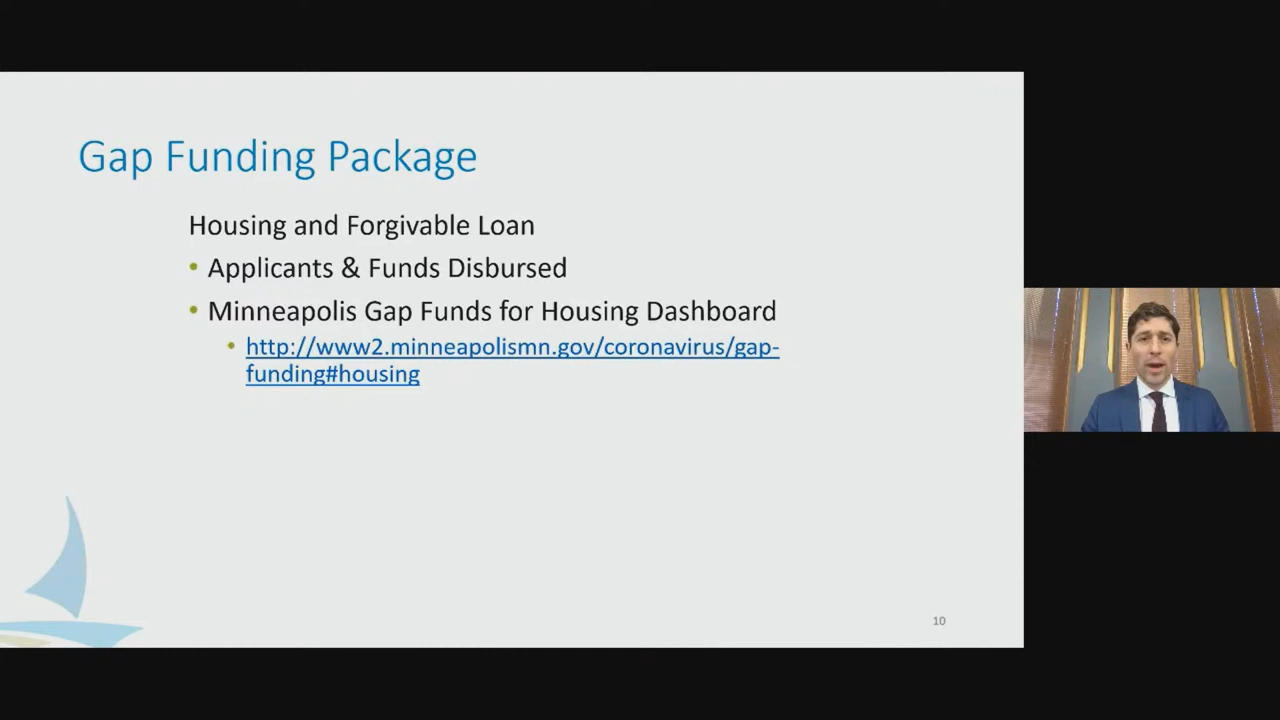 Gap Funding Package
Housing and Forgivable Loan
• Applicants & Funds Disbursed
• Minneapolis Gap Funds for Housing Dashboard
• http://www2.minneapolismn.gov/coronavirus/gap-
funding#housing
10